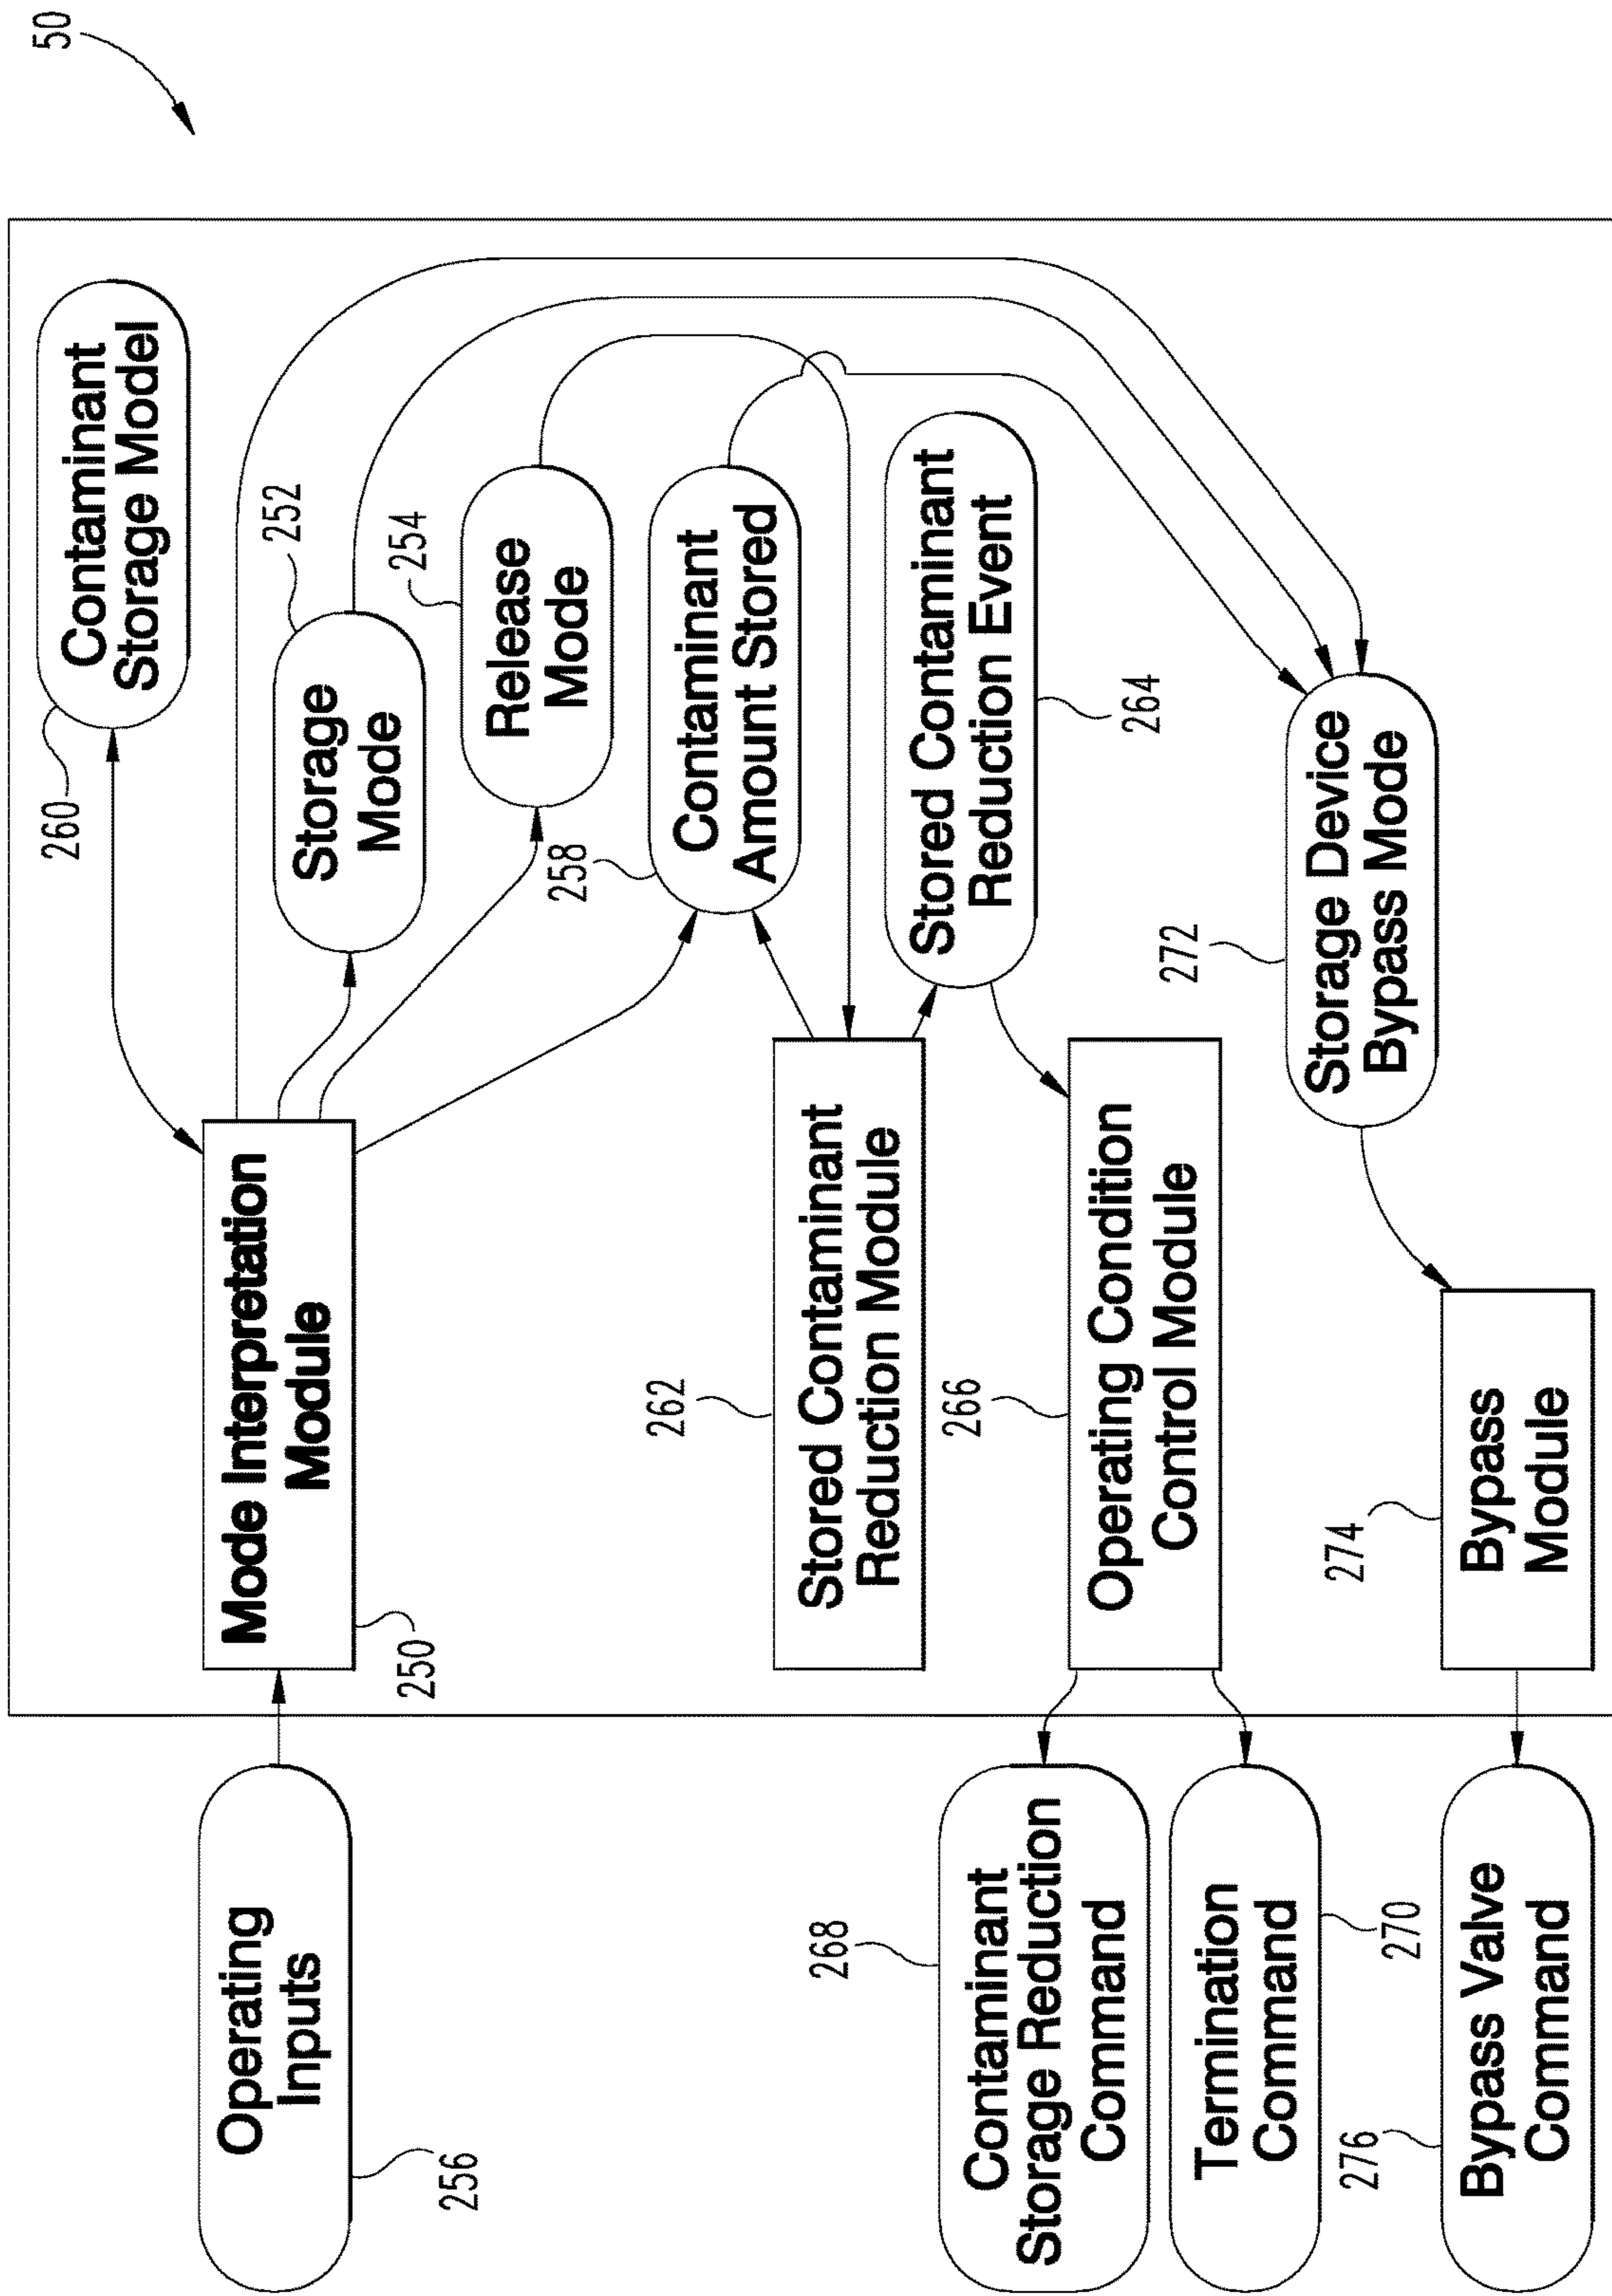 50
Operating
Inputs
256
Mode Interpretation
Module
250
Contaminant
Storage Model
260
Storage
Mode
252
Release
Mode
254
Contaminant
Amount Stored
258
Stored Contaminant
Reduction Module
262
Stored Contaminant
Reduction Event
264
Contaminant
Storage Reduction
Command
268
Operating Condition
Control Module
266
Termination
Command
270
Storage Device
Bypass Mode
272
Bypass
Module
274
Bypass Valve
Command
276